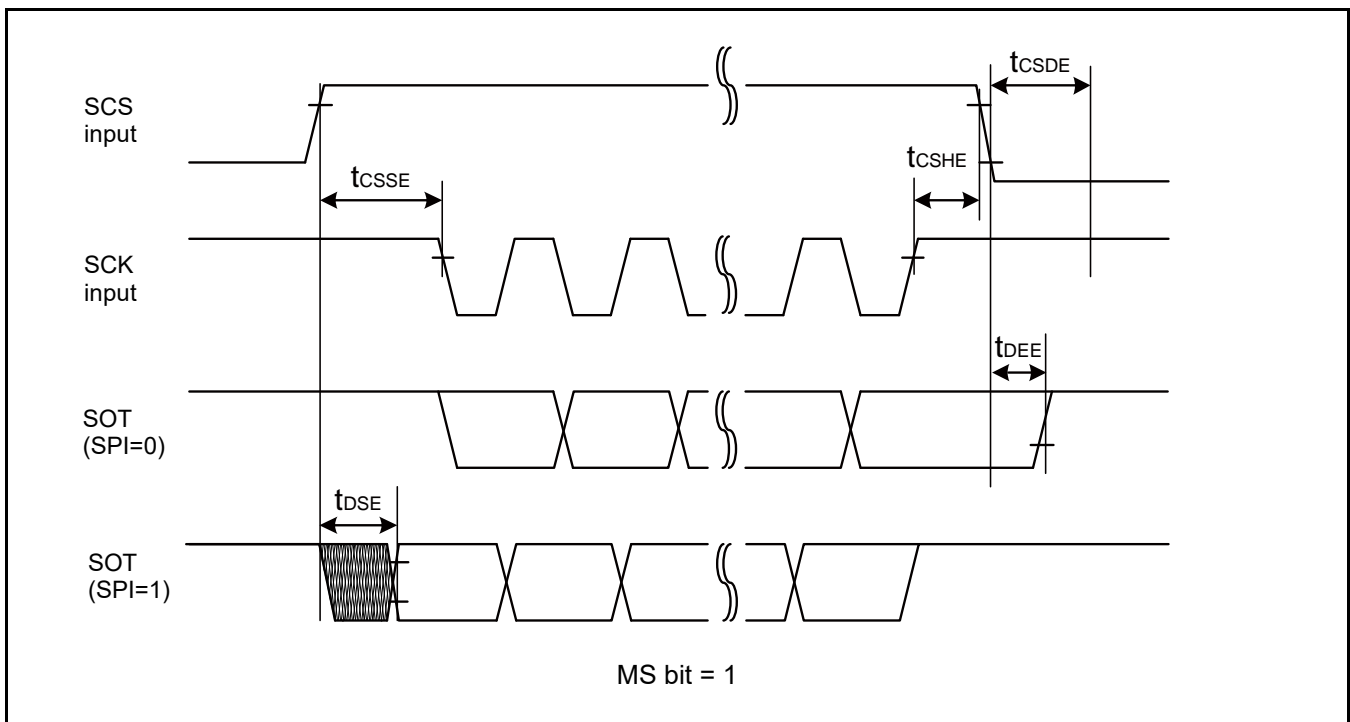 SCS
input
tCSDE
tCSHE
tCSSE
SCK
input
tDEE
SOT
(SPI=0)
tDSE
SOT
(SPI=1)
MS bit = 1